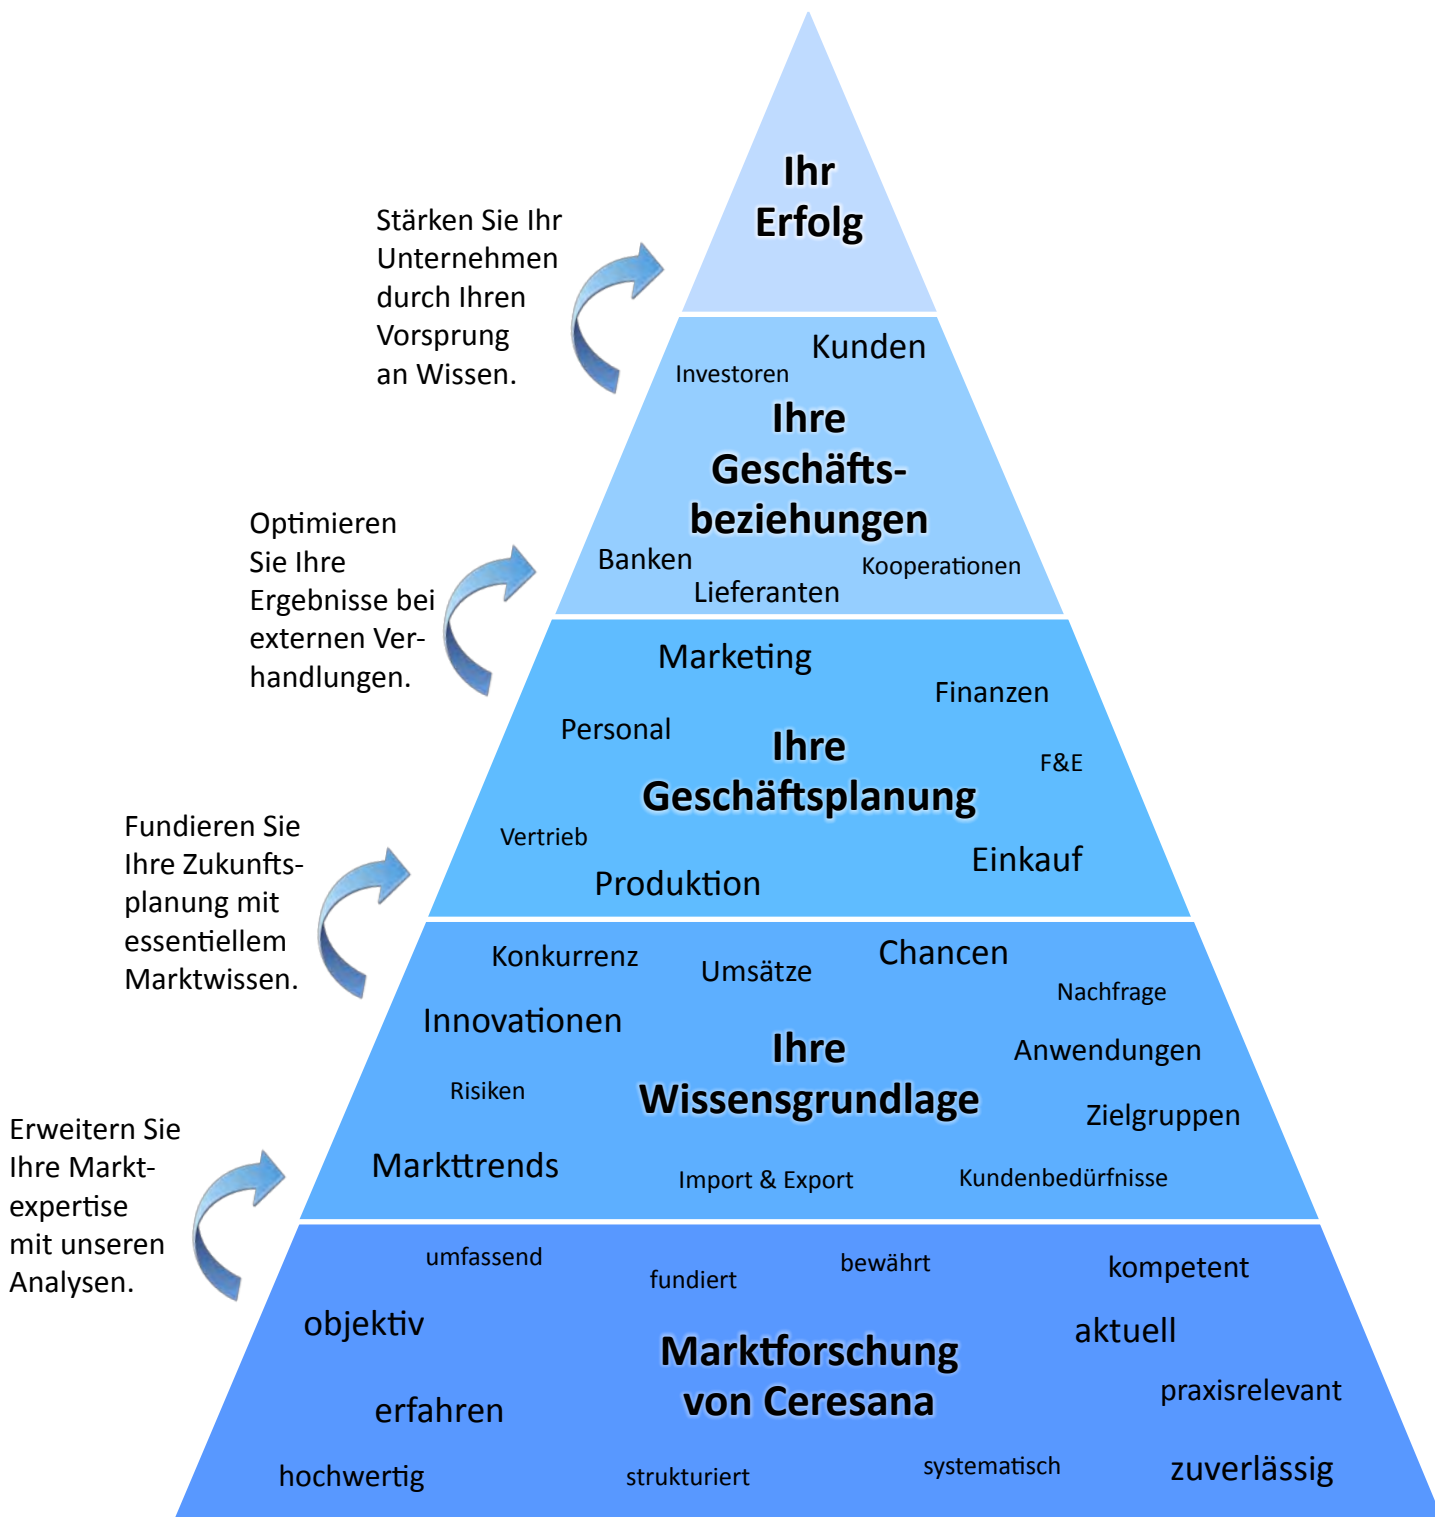 Ihr
Erfolg
Stärken Sie Ihr
Unternehmen
durch Ihren
Vorsprung
an Wissen.
Kunden
Investoren
Ihre
Geschäfts-
beziehungen
Banken
Kooperationen
Lieferanten
Optimieren
Sie Ihre
Ergebnisse bei
externen Ver-
handlungen.
Marketing
Finanzen
Personal
Ihre
Geschäftsplanung
F&E
Vertrieb
Einkauf
Produktion
Fundieren Sie
Ihre Zukunfts-
planung mit
essentiellem
Marktwissen.
Konkurrenz
Umsätze
Chancen
Nachfrage
Innovationen
Ihre
Wissensgrundlage
Anwendungen
Risiken
Zielgruppen
Markttrends
Import & Export
Kundenbedürfnisse
Erweitern Sie
Ihre Markt-
expertise
mit unseren
Analysen.
umfassend
fundiert
bewährt
kompetent
objektiv
aktuell
Marktforschung
von Ceresana
praxisrelevant
erfahren
hochwertig
strukturiert
systematisch
zuverlässig